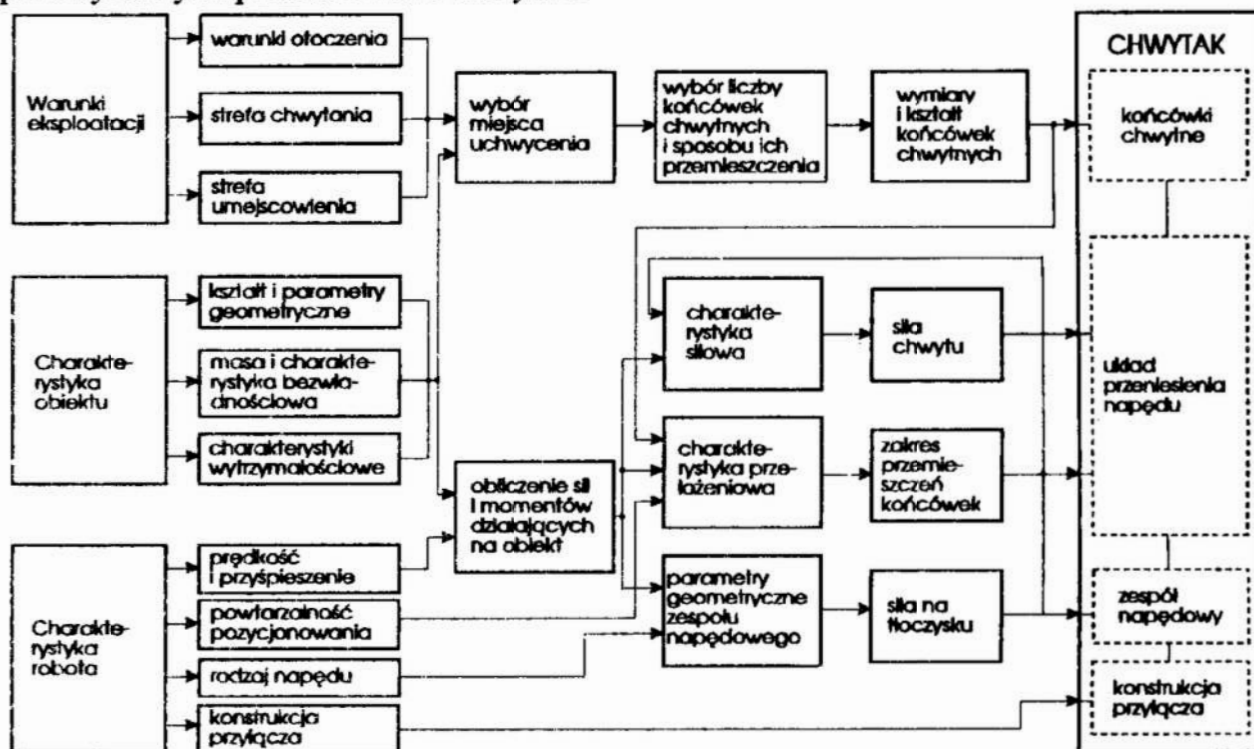 CHWYTAK
Warunki
eksploatacji
warunki otoczenia
strefa chwytania
strefa
umiejscowienia
wybór
miejsca
uchwycenia
wybór liczby
końcówek
chwytnych
i sposobu ich
przemieszczenia
wymiary
i kształt
końcówek
chwytnych
końcówki
chwytne
Charakte-
rystyka
obiektu
kształt i parametry
geometryczne
masa i charakte-
rystyka bezwła-
dnościowa
charakterystyki
wytrzymałościowe
obliczenie sił
i momentów
działających
na obiekt
charakte-
rystyka
siłowa
siła
chwytu
charakte-
rystyka prze-
łożeniowa
zakres
przemie-
szczeń
końcówek
układ
przeniesienia
napędu
Charakte-
rystyka
robota
prędkość
i przyśpieszenie
powtarzalność
pozycjonowania
rodzaj napędu
konstrukcja
przyłącza
parametry
geometryczne
zespołu
napędowego
siła na
tłoczysku
zespół
napędowy
konstrukcja
przyłącza